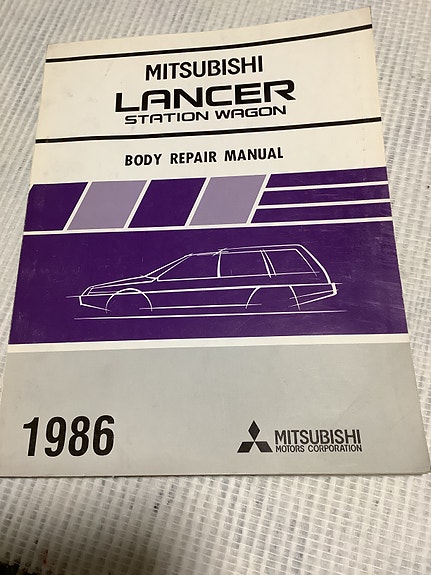 MITSUBISHI
LANCER
STATION WAGON
BODY REPAIR MANUAL
1986
MITSUBISHI
MOTORS CORPORATION